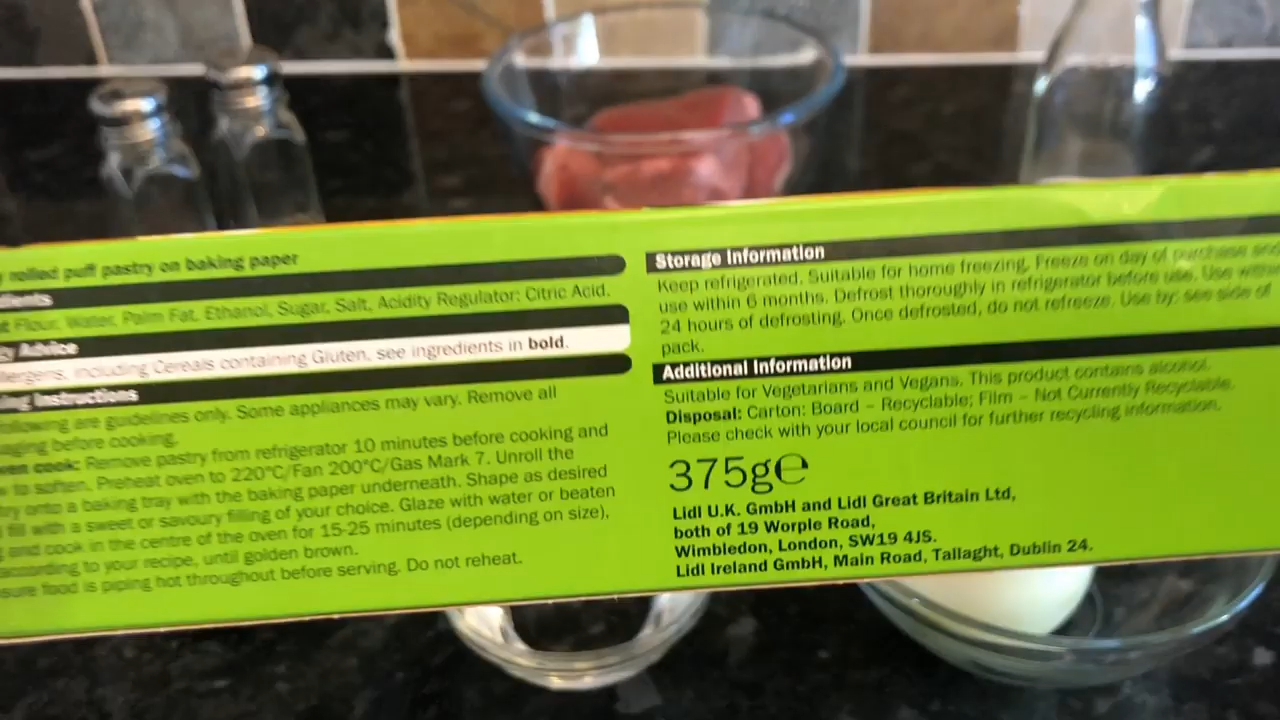 rolled puff pastry on baking paper
Flour, Water, Palm Fat, Ethanol, Sugar, Salt, Acidity Regulator: Citric Acid.
Advice
including Cereals containing Gluten, see ingredients in bold.
Instructions
following are guidelines only. Some appliances may vary. Remove all
before cooking.
cook: Remove pastry from refrigerator 10 minutes before cooking and
to soften. Preheat oven to 220°C/Fan 200°C/Gas Mark 7. Unroll the
onto a baking tray with the baking paper underneath. Shape as desired
fill with a sweet or savoury filling of your choice. Glaze with water or beaten
and cook in the centre of the oven for 15-25 minutes (depending on size),
according to your recipe, until golden brown.
food is piping hot throughout before serving. Do not reheat.
Storage Information
Keep refrigerated. Suitable for home freezing. Freeze on day of purchase and
use within 6 months. Defrost thoroughly in refrigerator before use. Use within
24 hours of defrosting. Once defrosted, do not refreeze. Use by: see side of
pack.
Additional Information
Suitable for Vegetarians and Vegans. This product contains alcohol.
Disposal: Carton: Board – Recyclable; Film – Not Currently Recyclable.
Please check with your local council for further recycling information.
375g℮
Lidl U.K. GmbH and Lidl Great Britain Ltd,
both of 19 Worple Road,
Wimbledon, London, SW19 4JS.
Lidl Ireland GmbH, Main Road, Tallaght, Dublin 24.